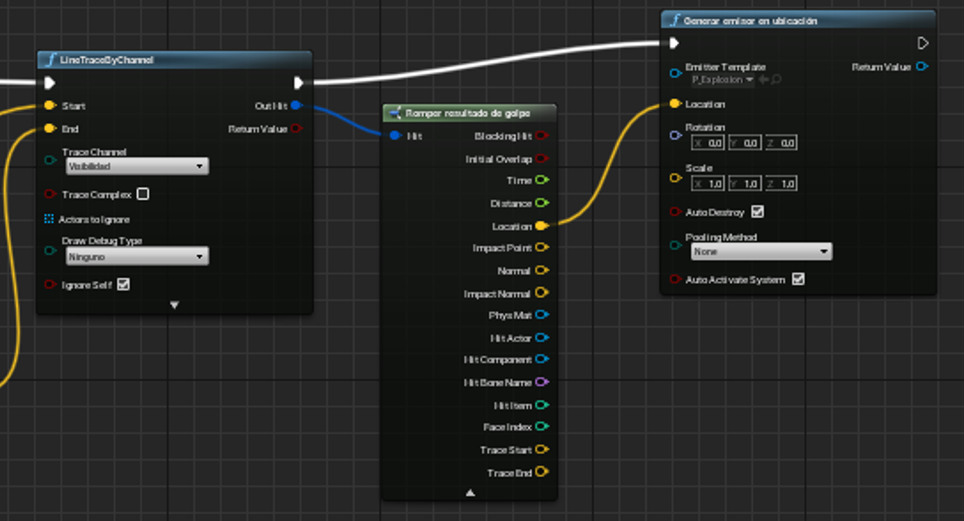 LineTraceByChannel
Start
Out Hit
End
Return Value
Trace Channel
Visibilidad
Trace Complex
Actors to Ignore
Draw Debug Type
Ninguno
Ignore Self
Romper resultado de golpe
Hit
Blocking Hit
Initial Overlap
Time
Distance
Location
Impact Point
Normal
Impact Normal
Phys Mat
Hit Actor
Hit Component
Hit Bone Name
Hit Item
Face Index
Trace Start
Trace End
Generar emisor en ubicación
Emitter Template
Return Value
P_Explosion
Location
Rotation
X 0,0 Y 0,0 Z 0,0
Scale
X 1,0 Y 1,0 Z 1,0
Auto Destroy
Pooling Method
None
Auto Activate System